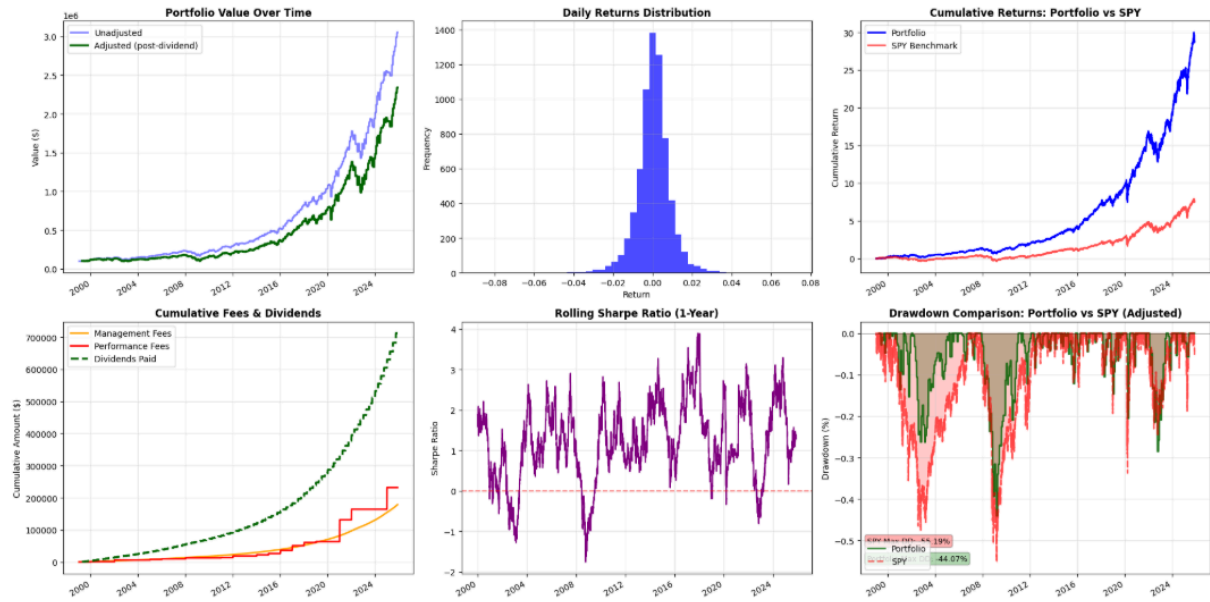 Portfolio Value Over Time
1e6
Unadjusted
Adjusted (post-dividend)
Value ($)
3.0
2.5
2.0
1.5
1.0
0.5
0.0
2000 2004 2008 2012 2016 2020 2024
Daily Returns Distribution
Frequency
1400
1200
1000
800
600
400
200
0
−0.08 −0.06 −0.04 −0.02 0.00 0.02 0.04 0.06 0.08
Return
Cumulative Returns: Portfolio vs SPY
Portfolio
SPY Benchmark
Cumulative Return
30
25
20
15
10
5
0
2000 2004 2008 2012 2016 2020 2024
Cumulative Fees & Dividends
Management Fees
Performance Fees
Dividends Paid
Cumulative Amount ($)
700000
600000
500000
400000
300000
200000
100000
0
2000 2004 2008 2012 2016 2020 2024
Rolling Sharpe Ratio (1-Year)
Sharpe Ratio
4
3
2
1
0
−1
−2
2000 2004 2008 2012 2016 2020 2024
Drawdown Comparison: Portfolio vs SPY (Adjusted)
Drawdown (%)
0.0
−0.1
−0.2
−0.3
−0.4
−0.5
SPY Max DD: -55.19%
Portfolio
-44.07%
SPY
2000 2004 2008 2012 2016 2020 2024